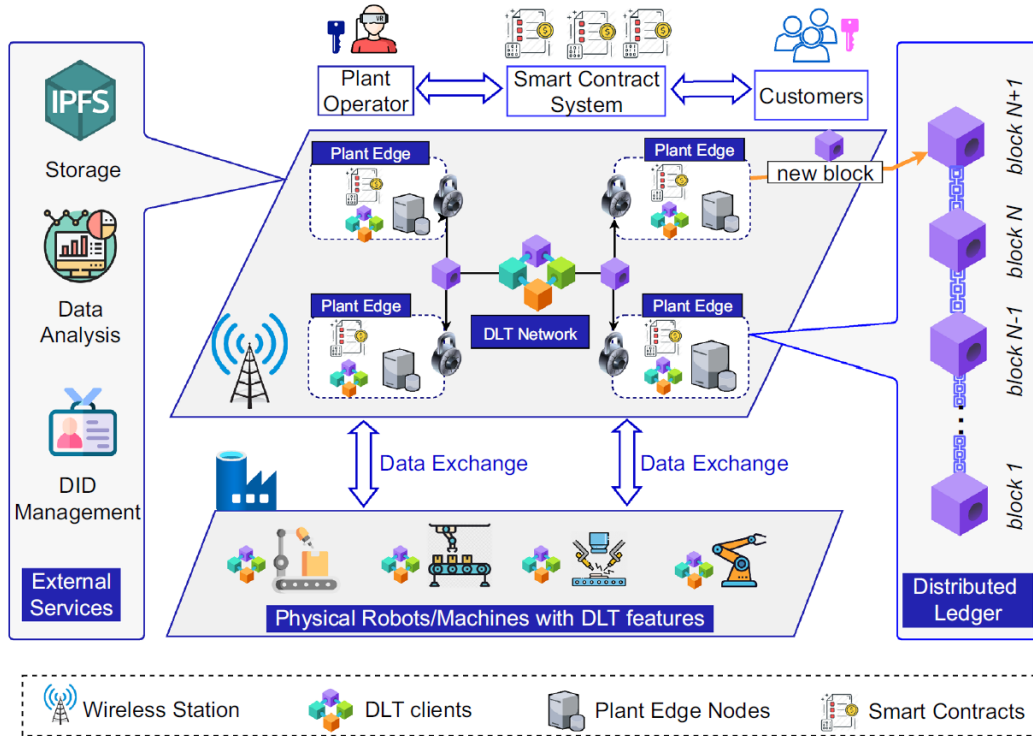 IPFS
Storage
Data
Analysis
DID
Management
External
Services
VR
Plant
Operator
Smart Contract
System
Customers
Plant Edge
Plant Edge
new block
Plant Edge
Plant Edge
DLT Network
Data Exchange
Data Exchange
Physical Robots/Machines with DLT features
block N+1
block N
block N-1
block 1
Distributed
Ledger
Wireless Station
DLT clients
Plant Edge Nodes
Smart Contracts